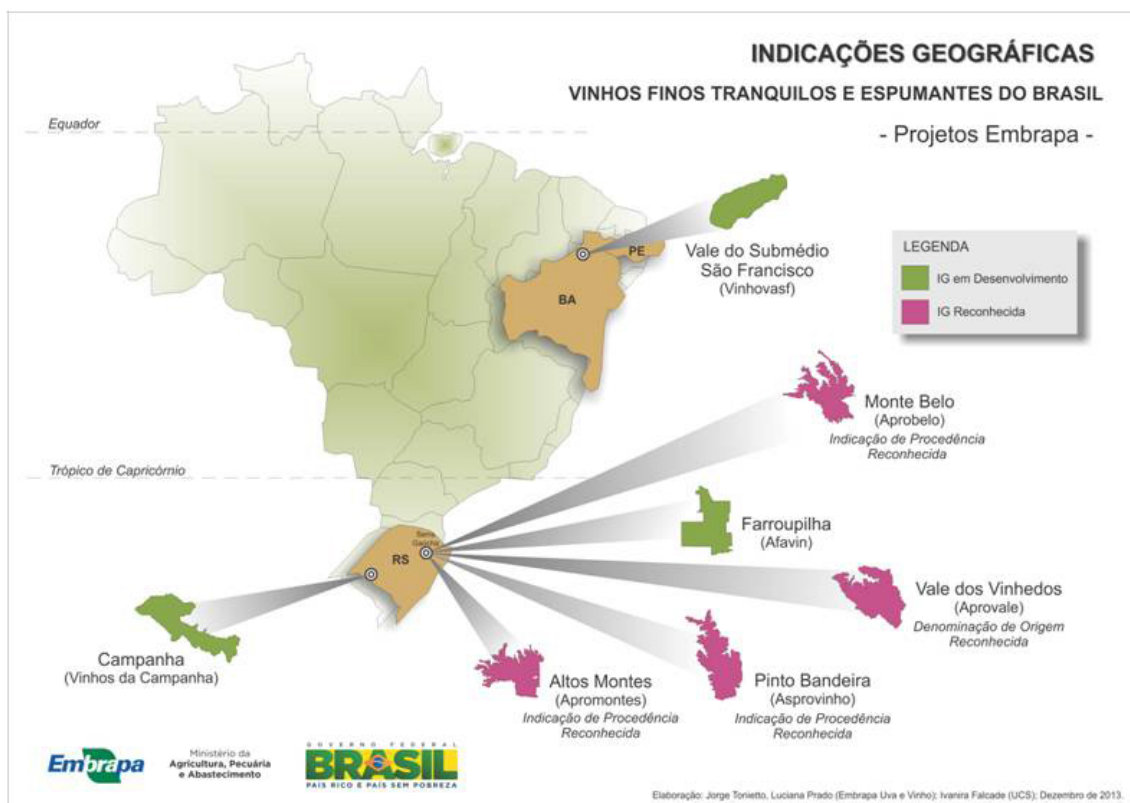 INDICAÇÕES GEOGRÁFICAS
VINHOS FINOS TRANQUILOS E ESPUMANTES DO BRASIL
- Projetos Embrapa -
Equador
Vale do Submédio
São Francisco
(Vinhovasf)
PE
BA
LEGENDA
IG em Desenvolvimento
IG Reconhecida
Monte Belo
(Aprobelo)
Indicação de Procedência
Reconhecida
Trópico de Capricórnio
Farroupilha
(Afavin)
Serra
Gaúcha
RS
Vale dos Vinhedos
(Aprovale)
Denominação de Origem
Reconhecida
Campanha
(Vinhos da Campanha)
Altos Montes
(Apromontes)
Indicação de Procedência
Reconhecida
Pinto Bandeira
(Asprovinho)
Indicação de Procedência
Reconhecida
Embrapa
Ministério da
Agricultura, Pecuária
e Abastecimento
GOVERNO FEDERAL
BRASIL
PAÍS RICO É PAÍS SEM POBREZA
Elaboração: Jorge Tonietto, Luciana Prado (Embrapa Uva e Vinho); Ivanira Falcade (UCS); Dezembro de 2013.